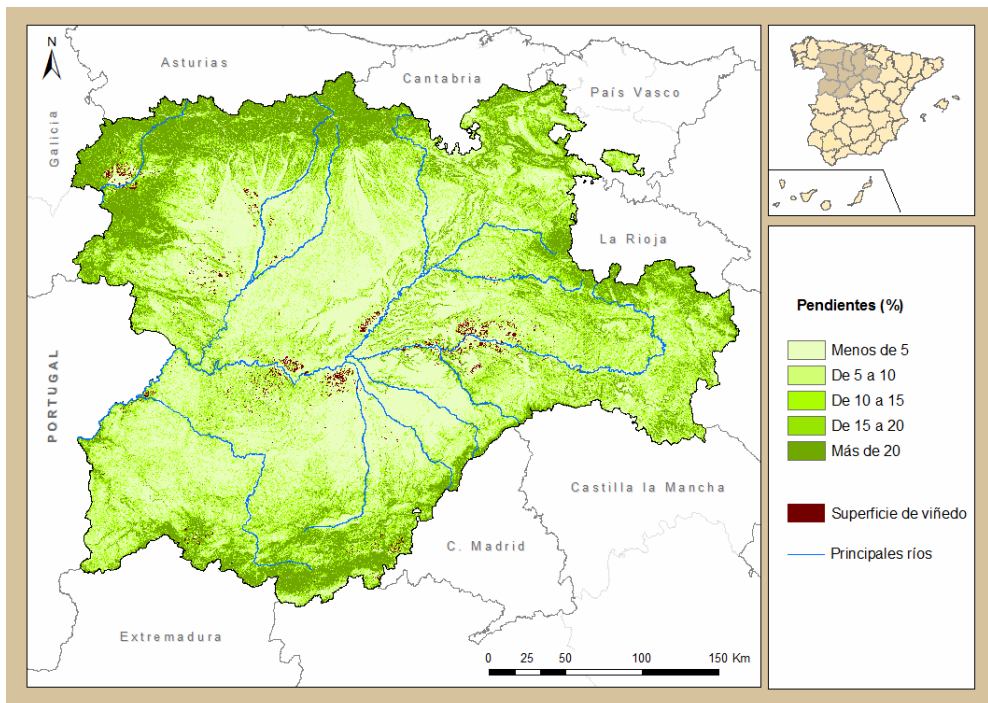 N
Asturias
Cantabria
País Vasco
Galicia
La Rioja
PORTUGAL
Castilla la Mancha
C. Madrid
Extremadura
0 25 50 100 150 Km
Pendientes (%)
Menos de 5
De 5 a 10
De 10 a 15
De 15 a 20
Más de 20
Superficie de viñedo
Principales ríos